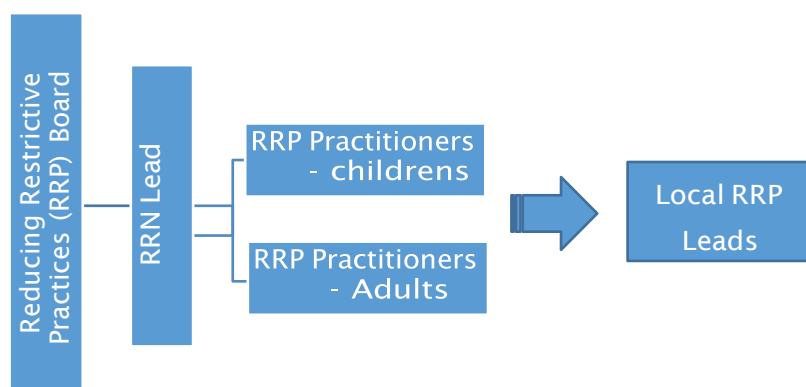 Reducing Restrictive
Practices (RRP) Board
RRN Lead
RRP Practitioners
- childrens
RRP Practitioners
- Adults
Local RRP
Leads